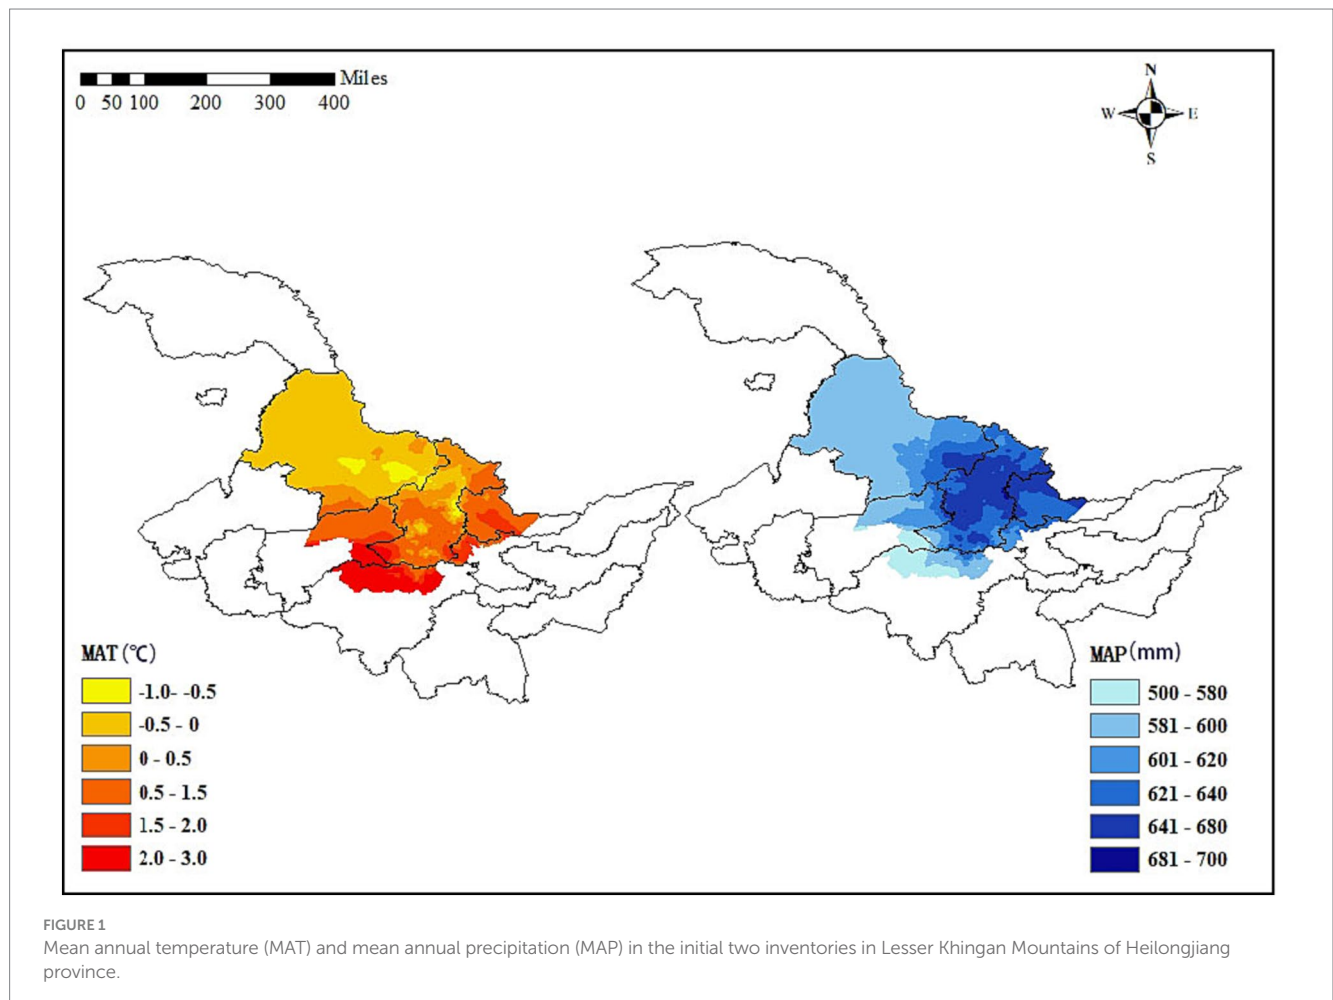 Miles
0 50 100 200 300 400
N
W E
S
MAT(℃)
-1.0- -0.5
-0.5 - 0
0 - 0.5
0.5 - 1.5
1.5 - 2.0
2.0 - 3.0
MAP(mm)
500 - 580
581 - 600
601 - 620
621 - 640
641 - 680
681 - 700
FIGURE 1
Mean annual temperature (MAT) and mean annual precipitation (MAP) in the initial two inventories in Lesser Khingan Mountains of Heilongjiang
province.